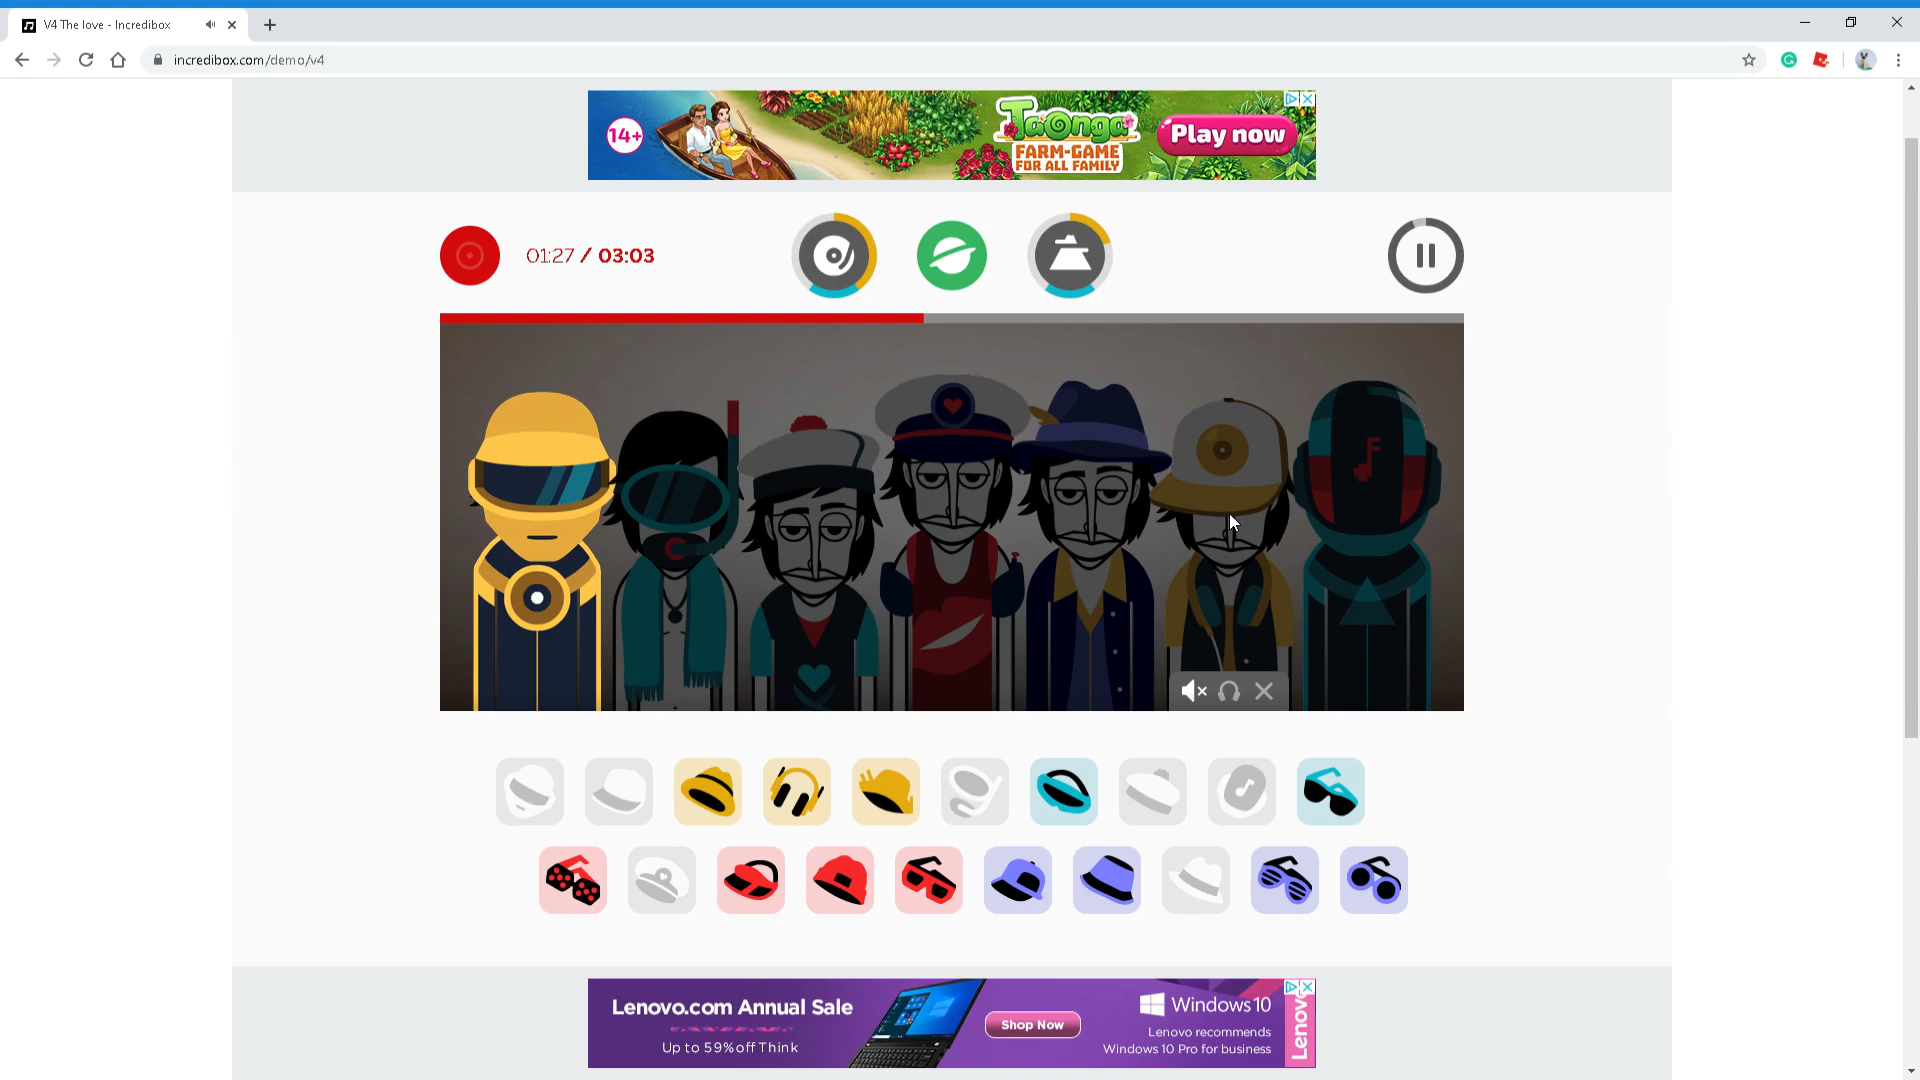 V4 The love - Incredibox
incredibox.com/demo/v4
14+
TaOnga
FARM-GAME
FOR ALL FAMILY
Play now
01:27 / 03:03
Lenovo.com Annual Sale
Up to 59%off Think
Shop Now
Windows 10
Lenovo recommends
Windows 10 Pro for business
Lenovo